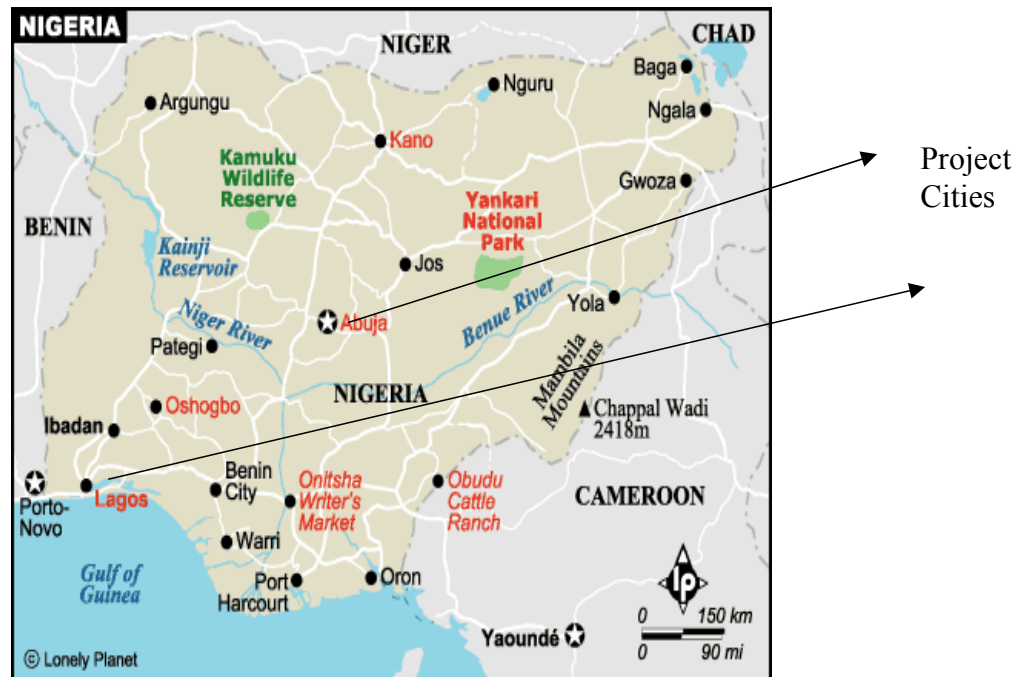 NIGERIA
NIGER
CHAD
Baga
Nguru
Argungu
Ngala
Kano
Project
Cities
Kamuku
Wildlife
Reserve
Gwoza
Yankari
National
Park
BENIN
Kainji
Reservoir
Jos
Benue River
Yola
Niger River
Abuja
Pategi
Mambila
Mountains
NIGERIA
Oshogbo
Chappal Wadi
2418m
Ibadan
Benin
City
Onitsha
Writer's
Market
Obudu
Cattle
Ranch
CAMEROON
Lagos
Porto-
Novo
Warri
Gulf of
Guinea
Port
Harcourt
Oron
lp
0 150 km
0 90 mi
Yaoundé
© Lonely Planet